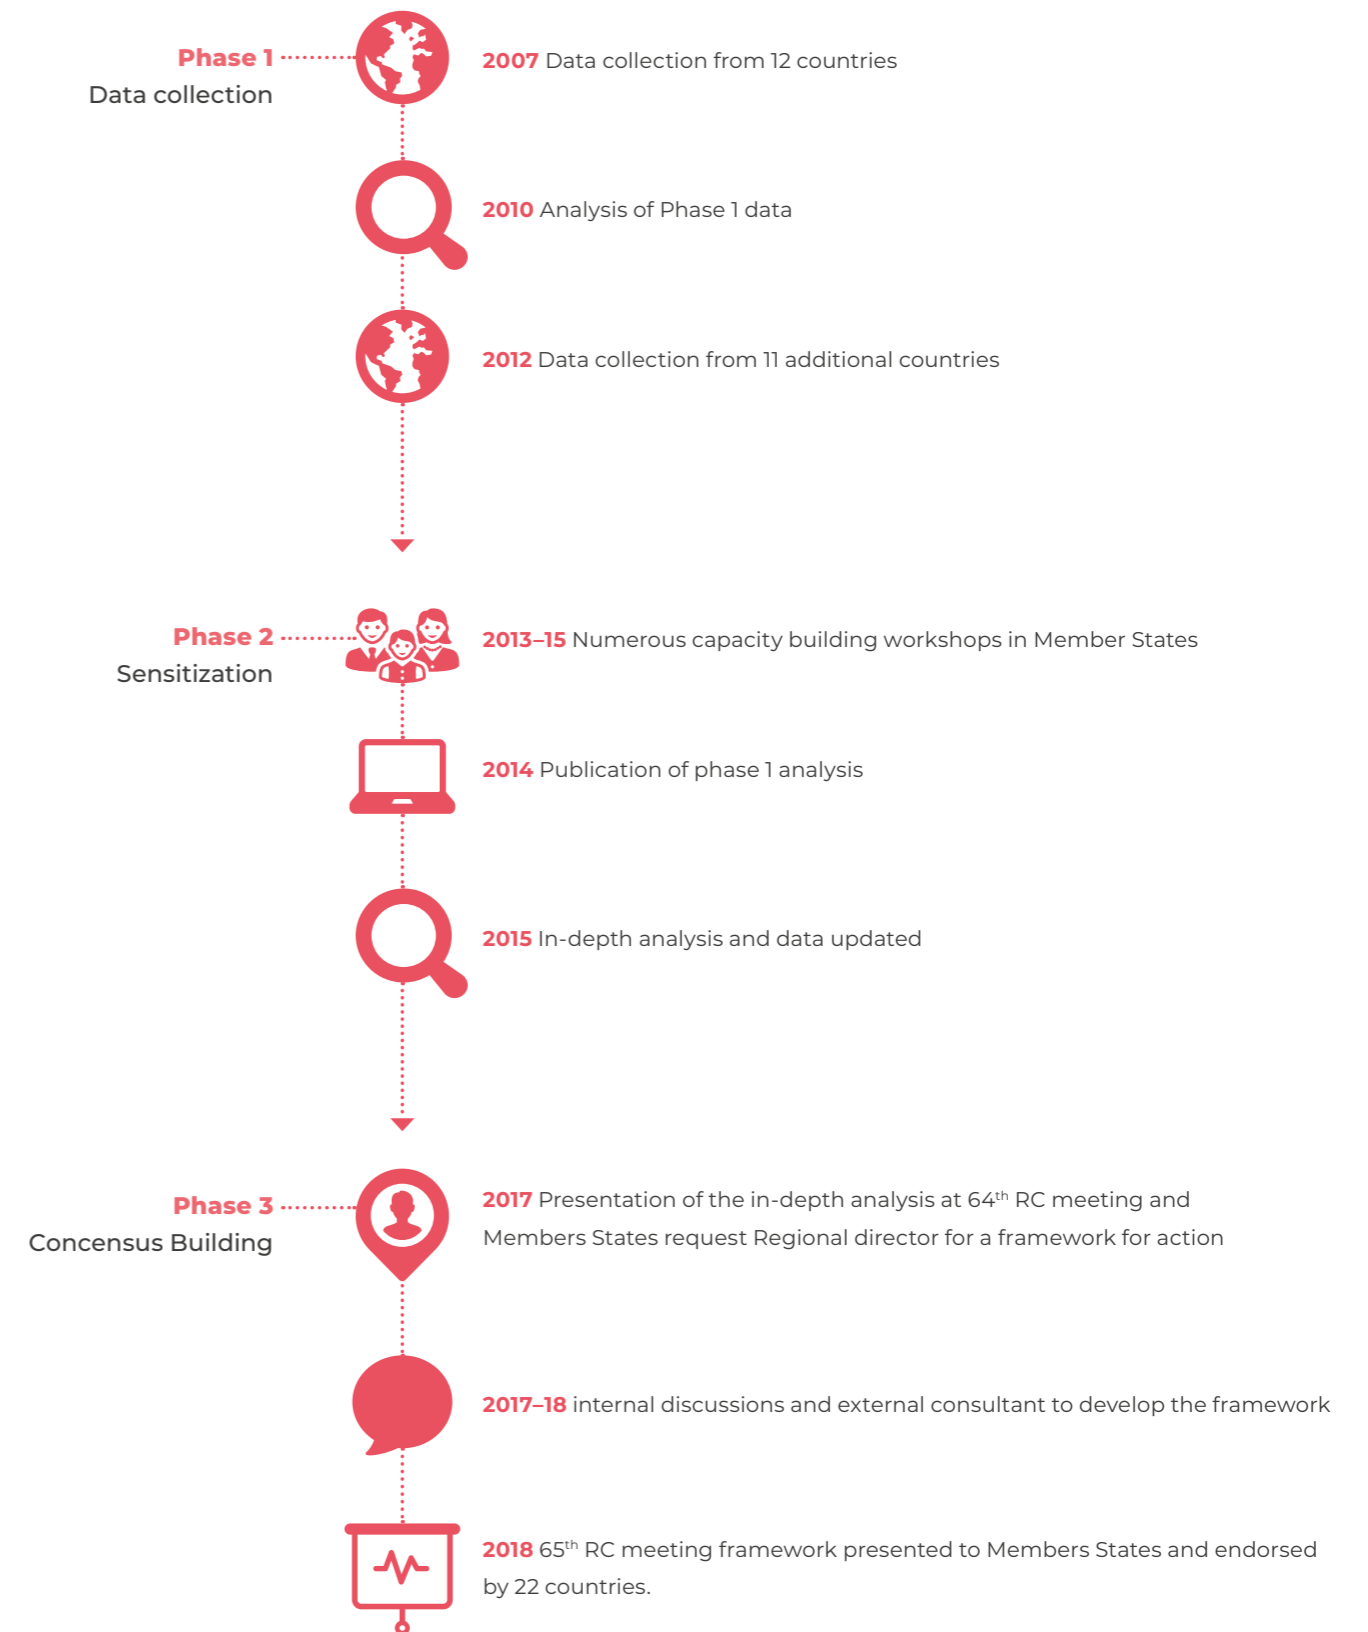 Phase 1
Data collection
2007 Data collection from 12 countries
2010 Analysis of Phase 1 data
2012 Data collection from 11 additional countries
Phase 2
Sensitization
2013–15 Numerous capacity building workshops in Member States
2014 Publication of phase 1 analysis
2015 In-depth analysis and data updated
Phase 3
Concensus Building
2017 Presentation of the in-depth analysis at 64th RC meeting and
Members States request Regional director for a framework for action
2017–18 internal discussions and external consultant to develop the framework
2018 65th RC meeting framework presented to Members States and endorsed
by 22 countries.